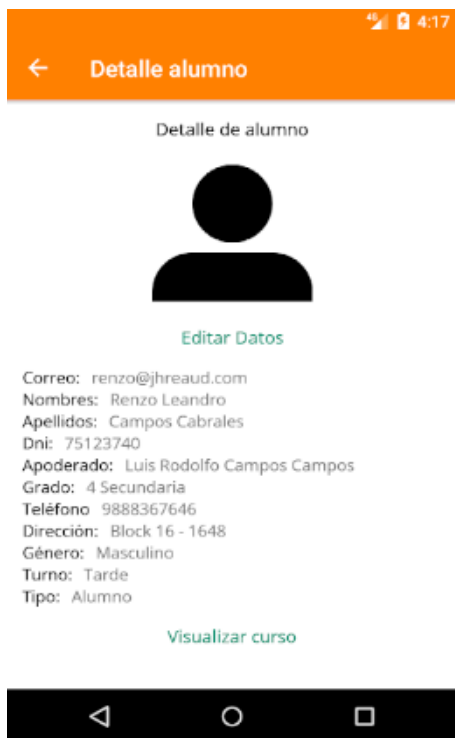 4G 4:17
Detalle alumno
Detalle de alumno
Editar Datos
Correo: renzo@jhreaud.com
Nombres: Renzo Leandro
Apellidos: Campos Cabrales
Dni: 75123740
Apoderado: Luis Rodolfo Campos Campos
Grado: 4 Secundaria
Teléfono 9888367646
Dirección: Block 16 - 1648
Género: Masculino
Turno: Tarde
Tipo: Alumno
Visualizar curso